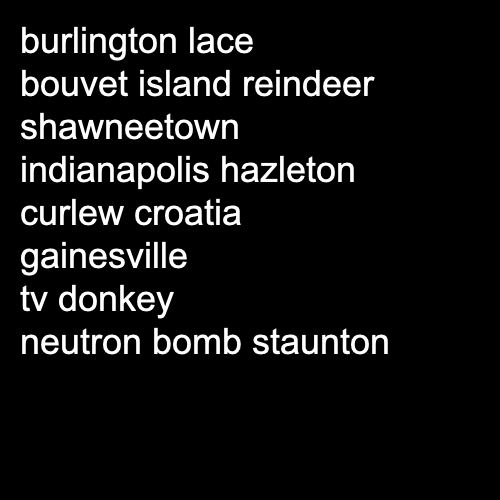 burlington lace
bouvet island reindeer
shawneetown
indianapolis hazleton
curlew croatia
gainesville
tv donkey
neutron bomb staunton